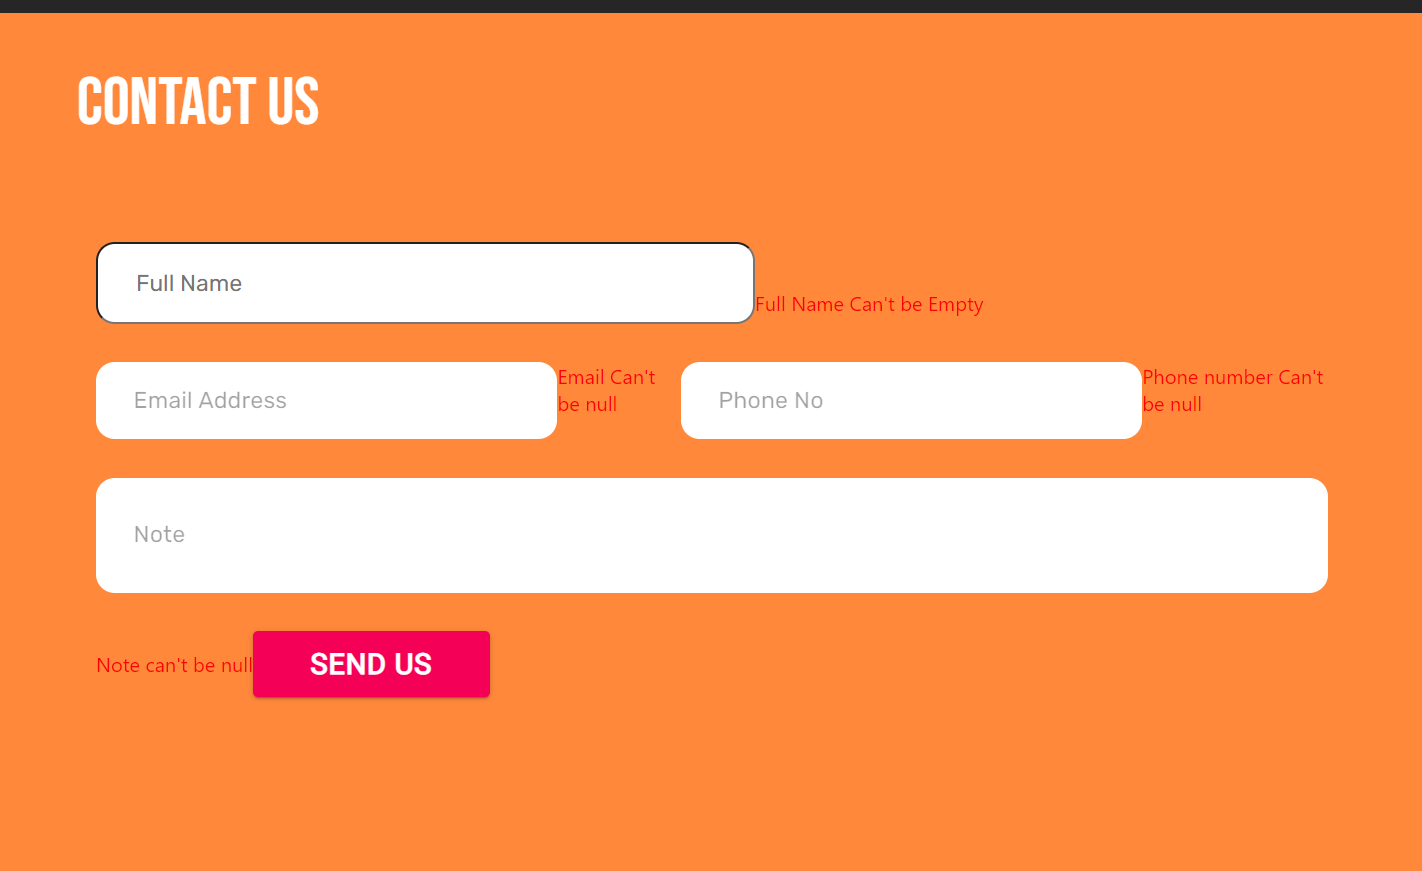 CONTACT US
Full Name
Full Name Can't be Empty
Email Address
Email Can't
be null
Phone No
Phone number Can't
be null
Note
Note can't be null
SEND US